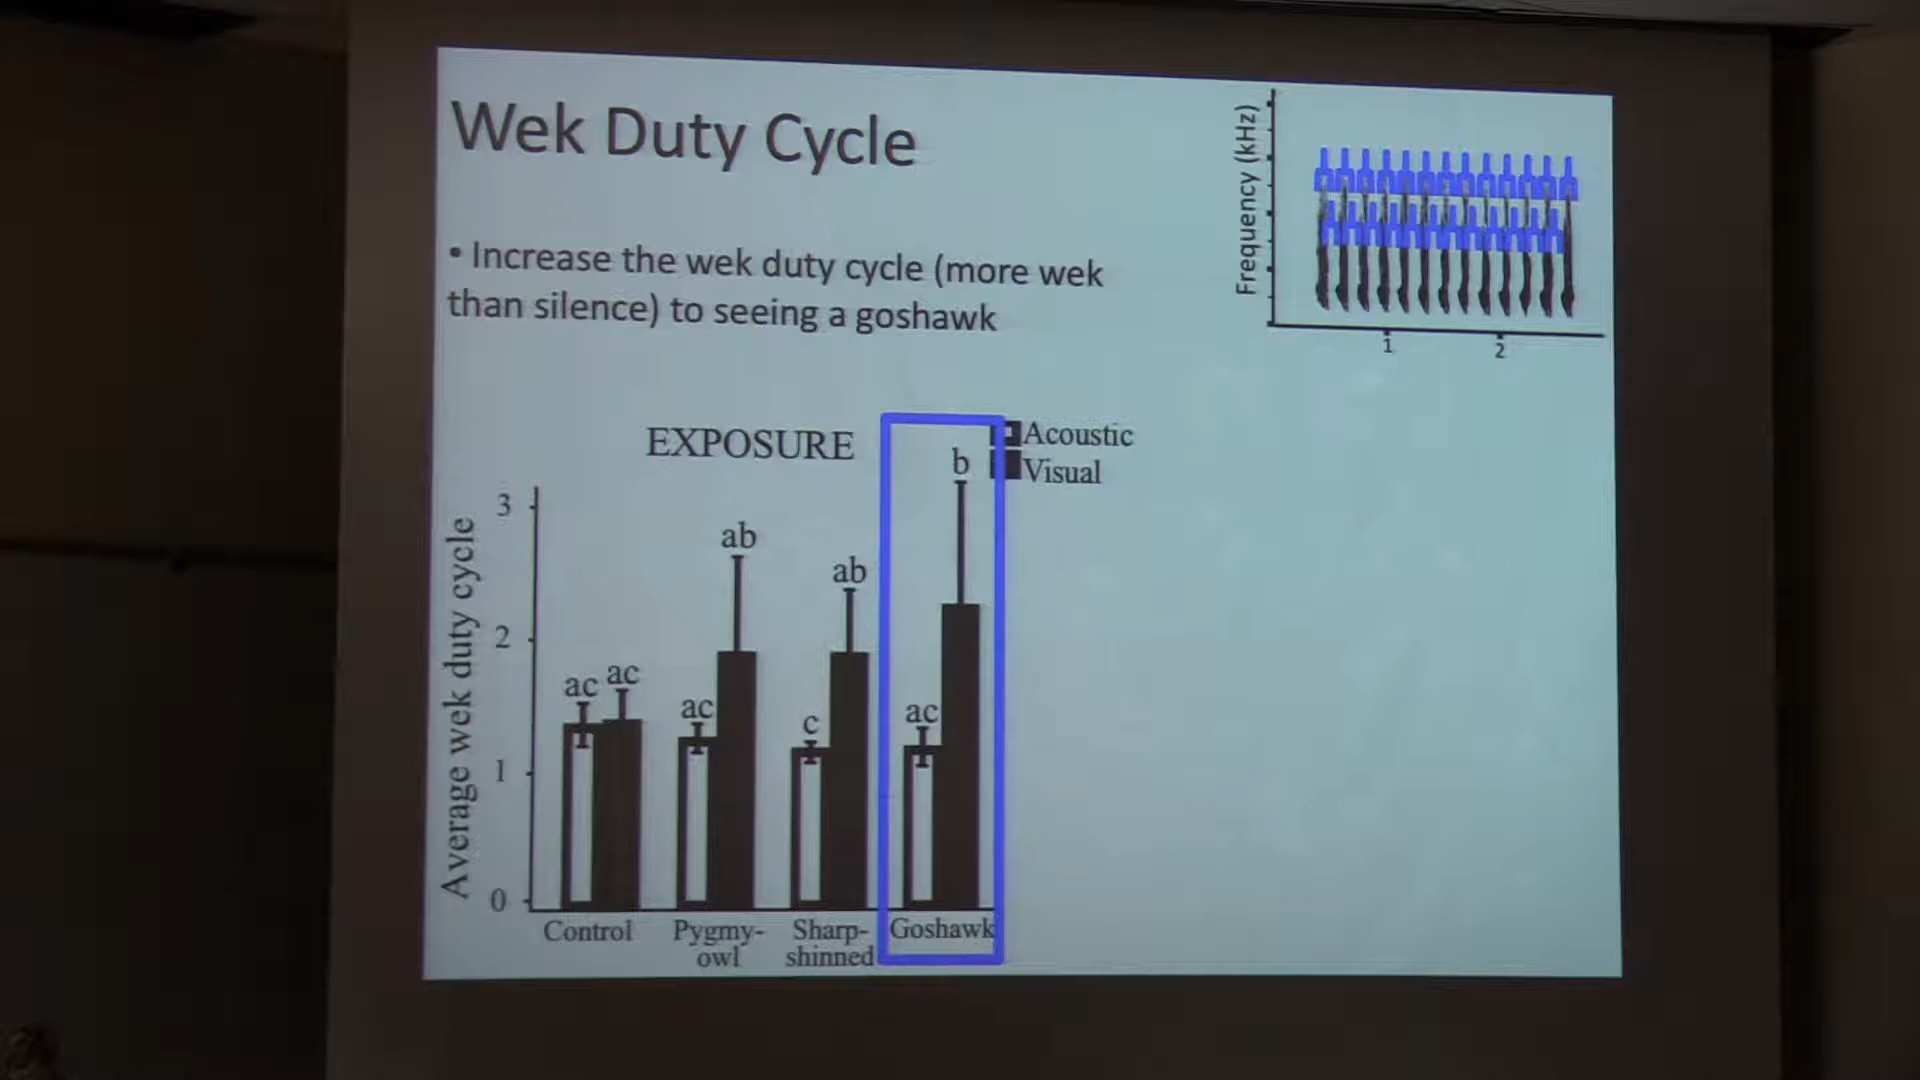 Wek Duty Cycle
• Increase the wek duty cycle (more wek
than silence) to seeing a goshawk
Frequency (kHz)
1
2
EXPOSURE
Acoustic
Visual
Average wek duty cycle
3
2
1
0
ac
ac
ac
ab
c
ab
ac
b
Control
Pygmy-
owl
Sharp-
shinned
Goshawk